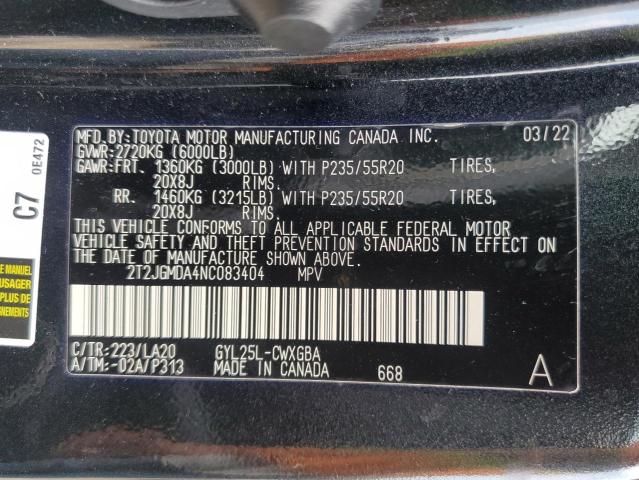 MFD.BY:TOYOTA MOTOR MANUFACTURING CANADA INC. 03/22
GVWR:2720KG (6000LB)
GAWR:FRT. 1360KG (3000LB) WITH P235/55R20 TIRES,
20X8J RIMS.
RR. 1460KG (3215LB) WITH P235/55R20 TIRES,
20X8J RIMS.
THIS VEHICLE CONFORMS TO ALL APPLICABLE FEDERAL MOTOR
VEHICLE SAFETY AND THEFT PREVENTION STANDARDS IN EFFECT ON
THE DATE OF MANUFACTURE SHOWN ABOVE.
2T2JGMDA4NC083404 MPV
C/TR:223/LA20 GYL25L-CWXGBA
A/TM:-02A/P313 MADE IN CANADA 668 A
C7
0E472
E MANUEL
USAGER
PLUS DE
GNEMENTS